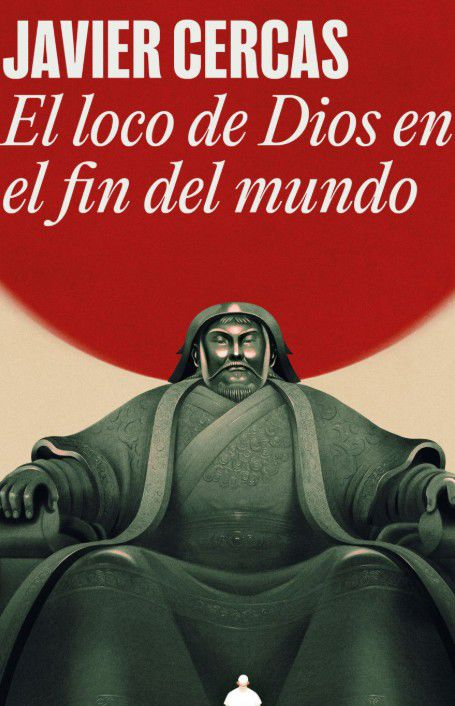 JAVIER CERCAS
El loco de Dios en
el fin del mundo